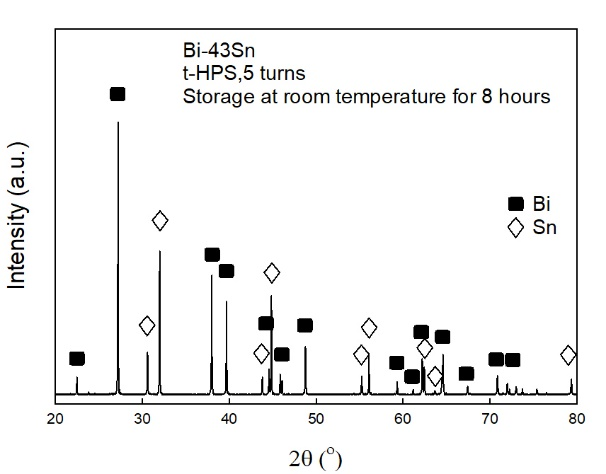 Bi-43Sn
t-HPS,5 turns
Storage at room temperature for 8 hours
Intensity (a.u.)
Bi
Sn
20 30 40 50 60 70 80
2θ (°)